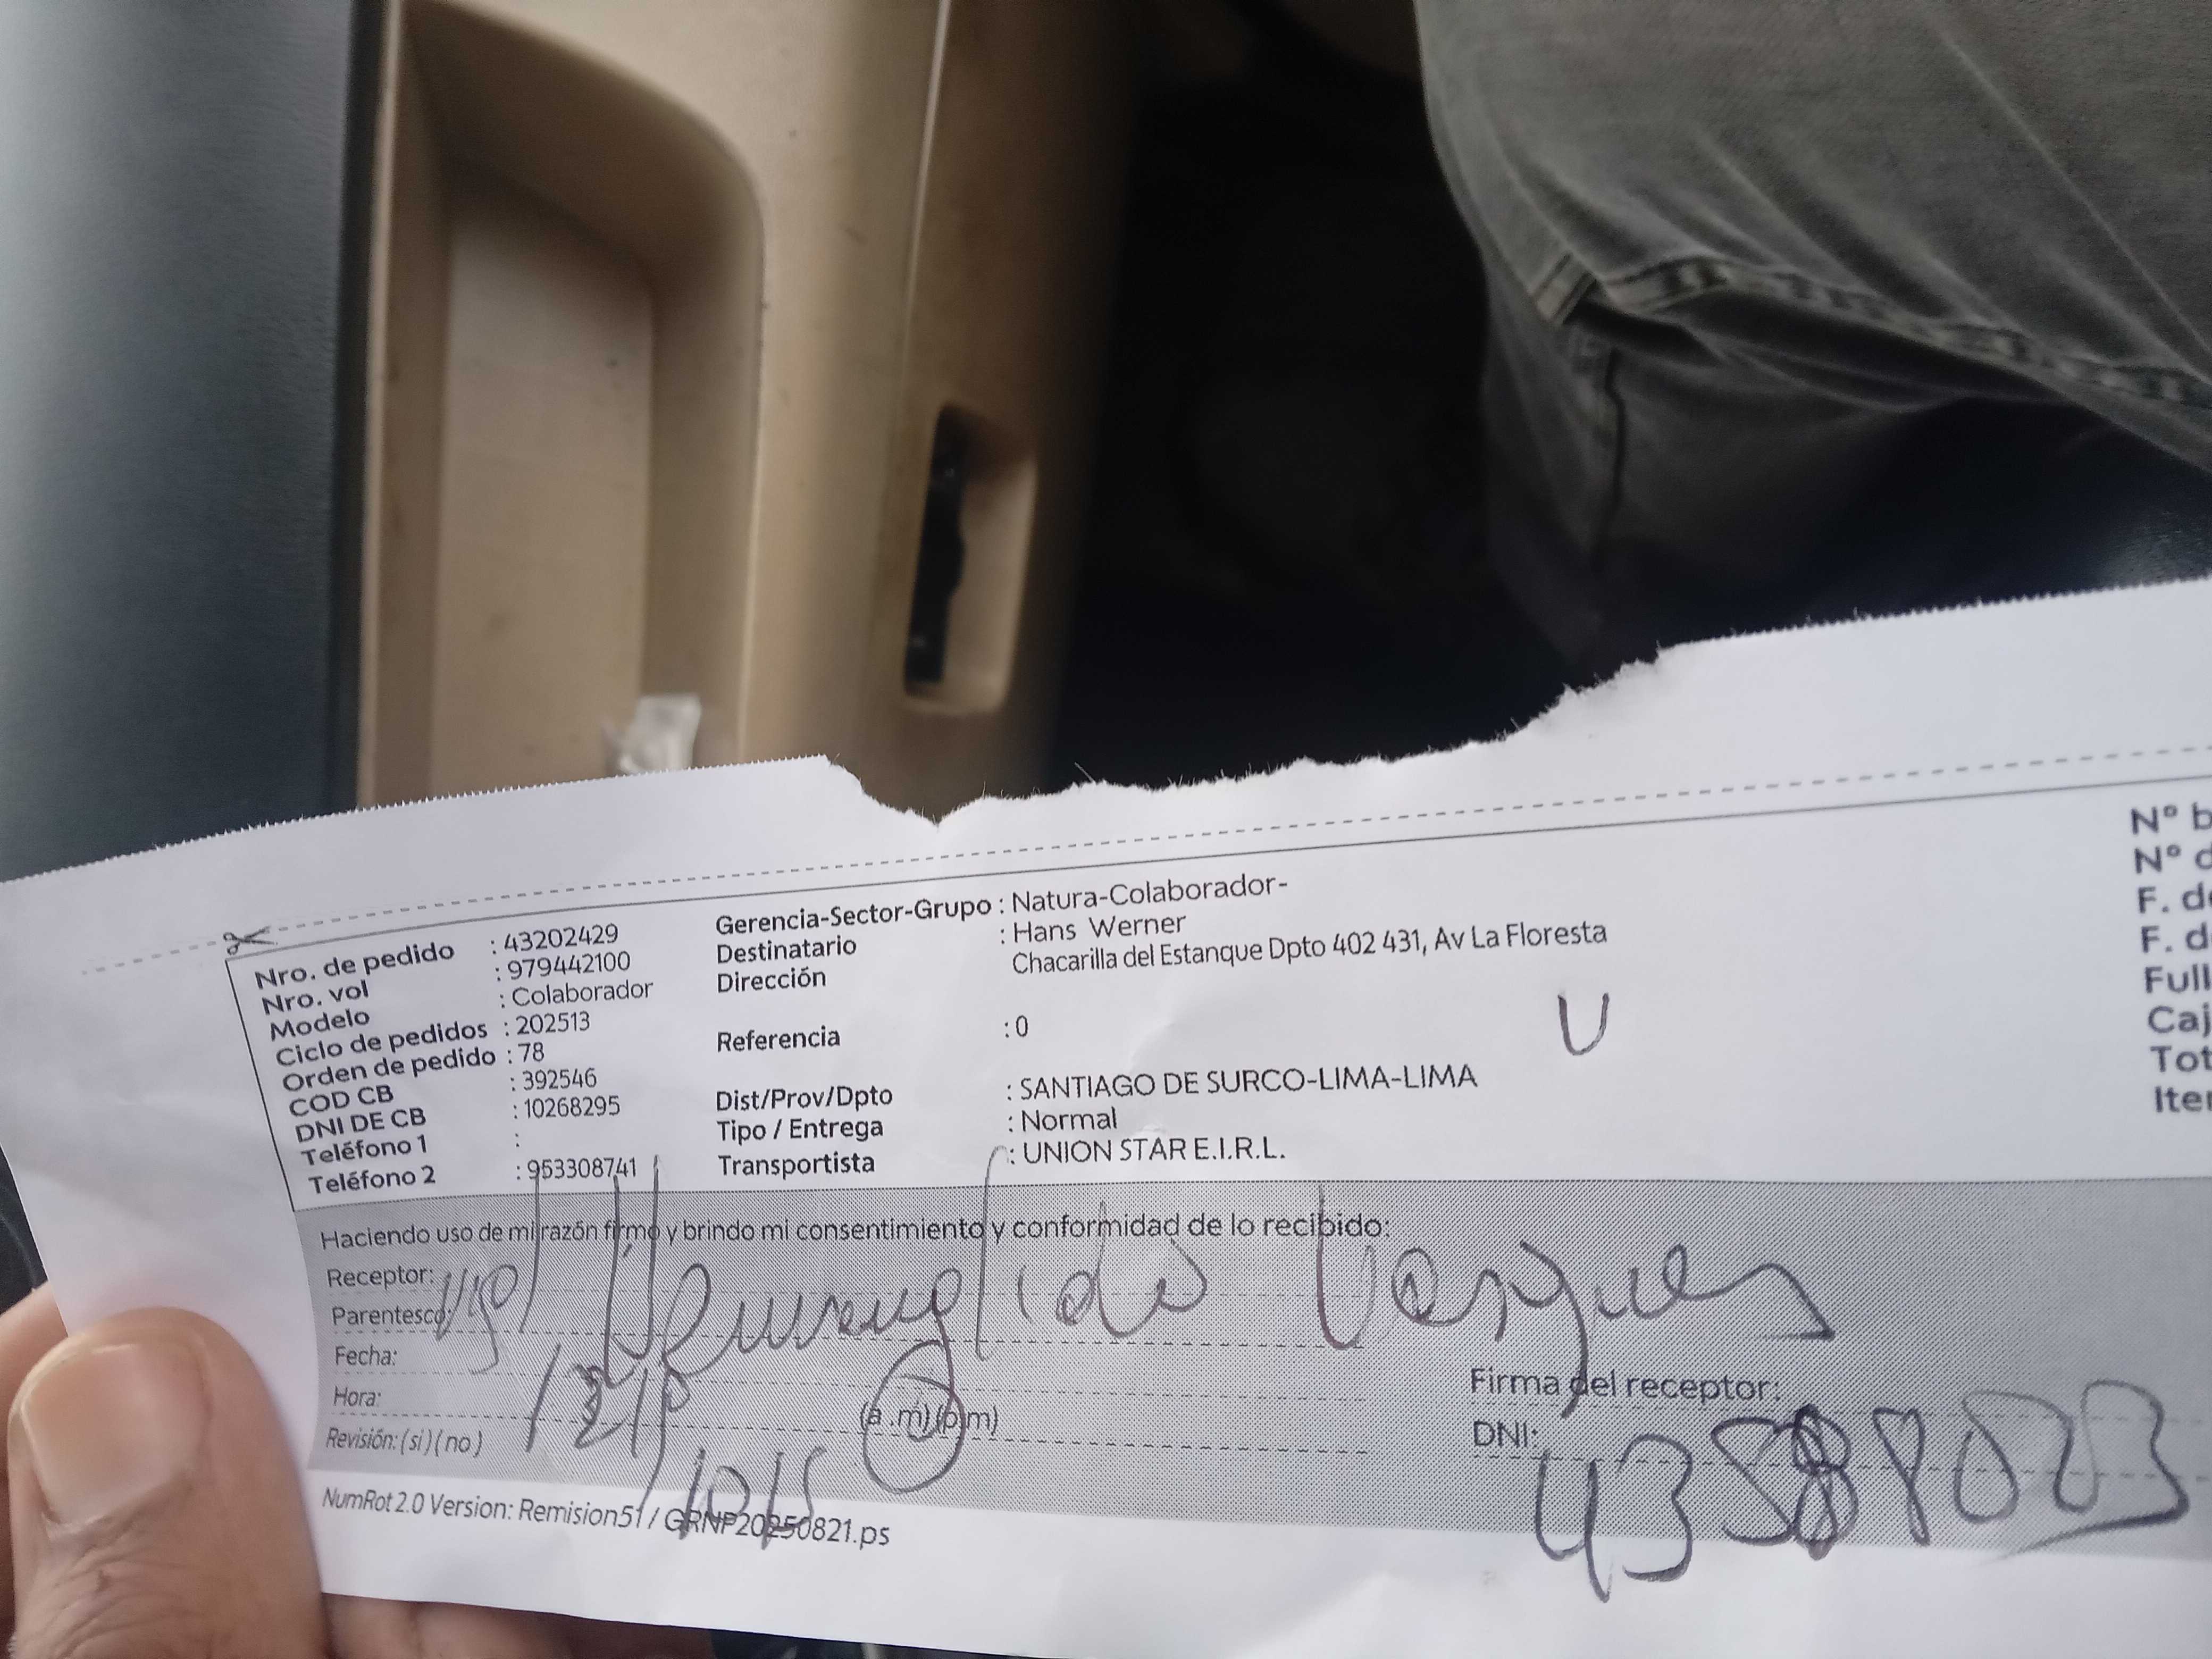 Nro. de pedido : 43202429
Nro. vol : 979442100
Modelo : Colaborador
Ciclo de pedidos : 202513
Orden de pedido : 78
COD CB : 392546
DNI DE CB : 10268295
Teléfono 1 :
Teléfono 2 : 953308741
Gerencia-Sector-Grupo : Natura-Colaborador-
Destinatario : Hans Werner
Dirección Chacarilla del Estanque Dpto 402 431, Av La Floresta
Referencia : 0
U
Dist/Prov/Dpto : SANTIAGO DE SURCO-LIMA-LIMA
Tipo / Entrega : Normal
Transportista : UNION STAR E.I.R.L.
N° b
N° d
F. de
F. d
Full
Caj
Tot
Iter
Haciendo uso de mi razón firmo y brindo mi consentimiento y conformidad de lo recibido:
Receptor:
Parentesco:
Vasques
Fecha:
Hora: (a.m)(p.m)
Revisión: (si) (no)
Firma del receptor:
DNI:
NumRot 2.0 Version: Remision51 / GRNP20250821.ps